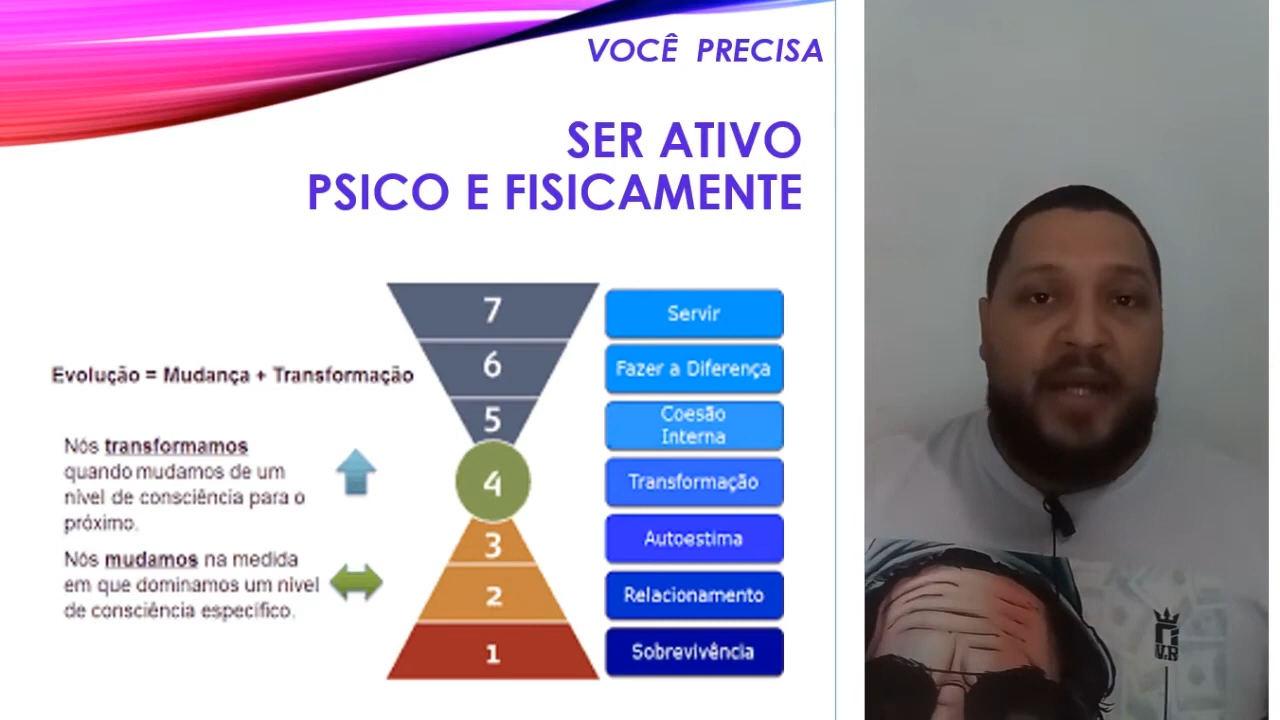 VOCÊ PRECISA
SER ATIVO
PSICO E FISICAMENTE
Evolução = Mudança + Transformação
Nós transformamos
quando mudamos de um
nível de consciência para o
próximo.
Nós mudamos na medida
em que dominamos um nível
de consciência específico.
7
Servir
6
Fazer a Diferença
5
Coesão
Interna
4
Transformação
3
Autoestima
2
Relacionamento
1
Sobrevivência